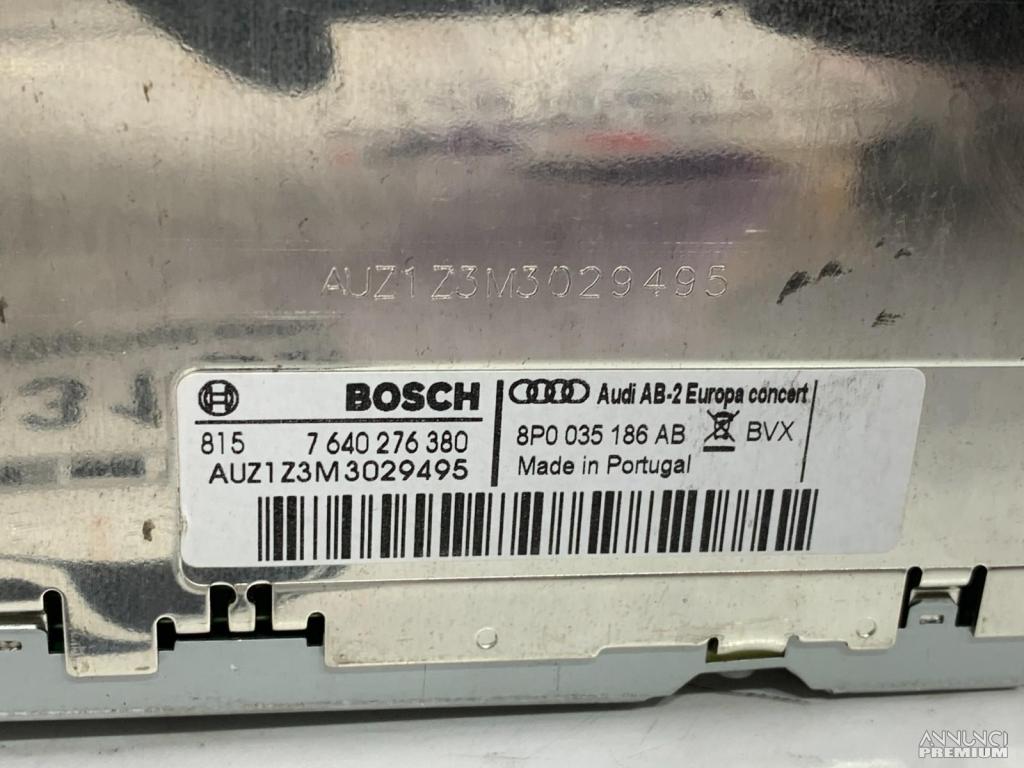 AUZ1Z3M3029495
BOSCH
815 7 640 276 380
AUZ1Z3M3029495
Audi AB-2 Europa concert
8P0 035 186 AB BVX
Made in Portugal
ANNUNCI
PREMIUM